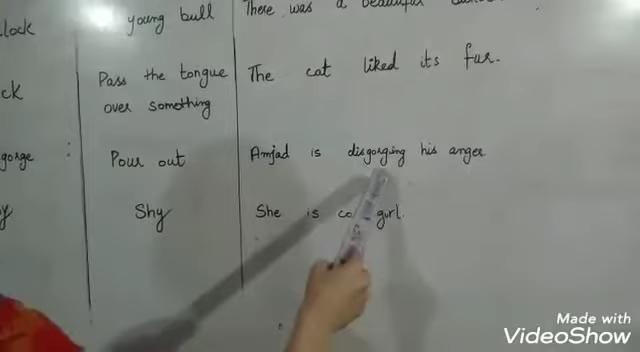 lock young bull There was a beautiful
ck Pass the tongue over something The cat liked its fur.
gorge : Pour out Amjad is disgorging his anger
y Shy She is co girl.
Made with
VideoShow